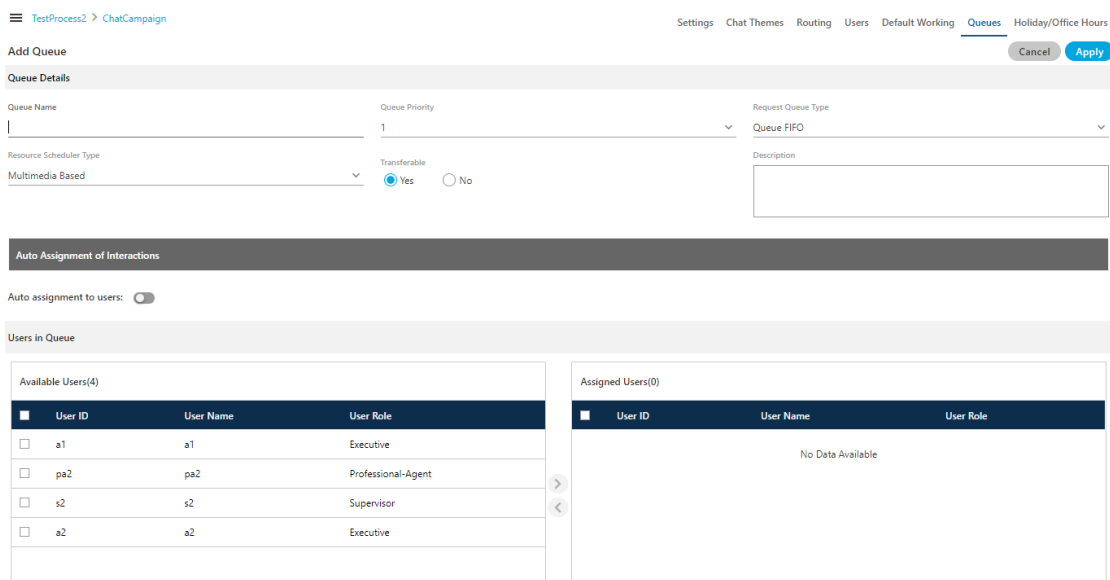 TestProcess2 > ChatCampaign
Settings Chat Themes Routing Users Default Working Queues Holiday/Office Hours
Add Queue
Cancel Apply
Queue Details
Queue Name Queue Priority Request Queue Type
1 Queue FIFO
Resource Scheduler Type Transferable Description
Multimedia Based Yes No
Auto Assignment of Interactions
Auto assignment to users:
Users in Queue
Available Users(4) Assigned Users(0)
User ID User Name User Role User ID User Name User Role
a1 a1 Executive
No Data Available
pa2 pa2 Professional-Agent
s2 s2 Supervisor
a2 a2 Executive